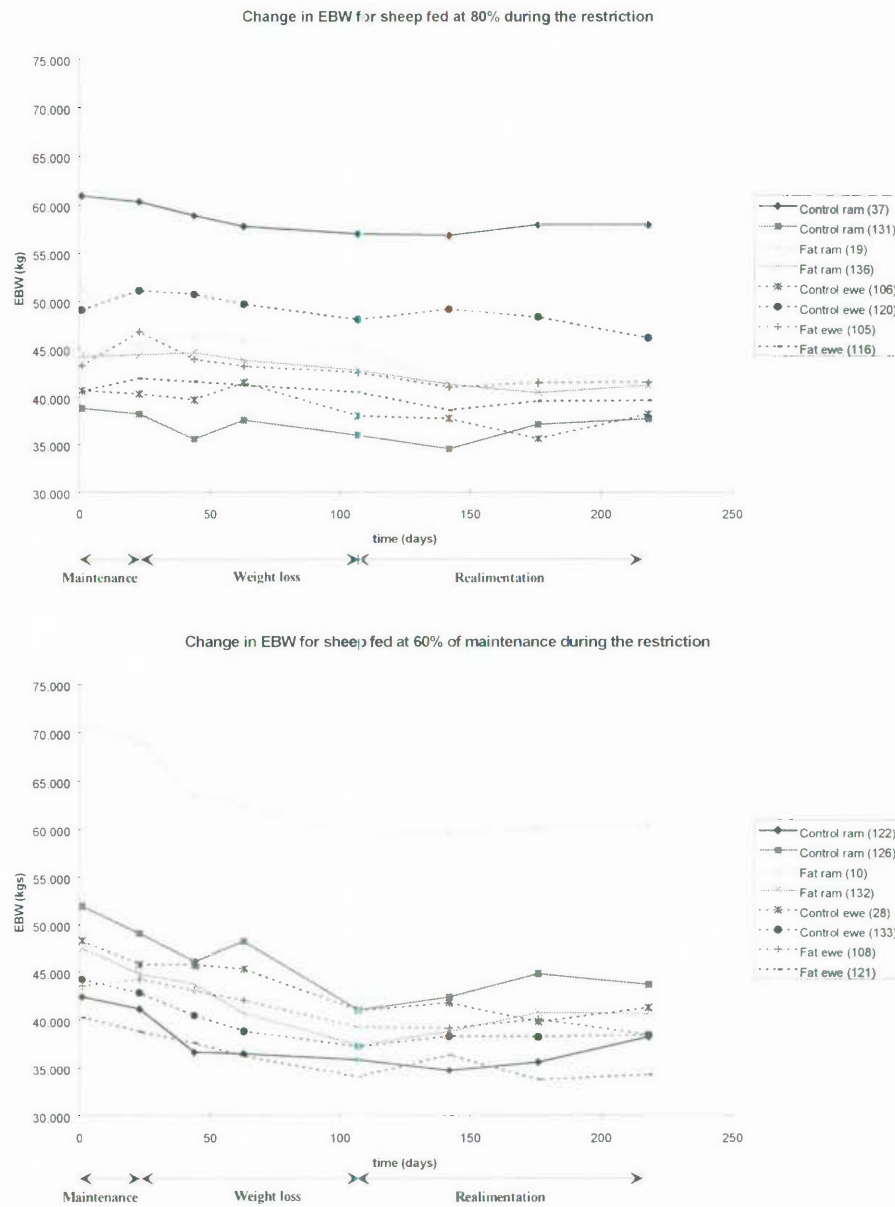 Change in EBW for sheep fed at 80% during the restriction
75.000
70.000
65.000
60.000
55.000
50.000
45.000
40.000
35.000
30.000
EBW (kg)
0
50
100
150
200
250
time (days)
Maintenance
Weight loss
Realimentation
Control ram (37)
Control ram (131)
Fat ram (19)
Fat ram (136)
Control ewe (106)
Control ewe (120)
Fat ewe (105)
Fat ewe (116)
Change in EBW for sheep fed at 60% of maintenance during the restriction
75.000
70.000
65.000
60.000
55.000
50.000
45.000
40.000
35.000
30.000
EBW (kgs)
0
50
100
150
200
250
time (days)
Maintenance
Weight loss
Realimentation
Control ram (122)
Control ram (126)
Fat ram (10)
Fat ram (132)
Control ewe (28)
Control ewe (133)
Fat ewe (108)
Fat ewe (121)